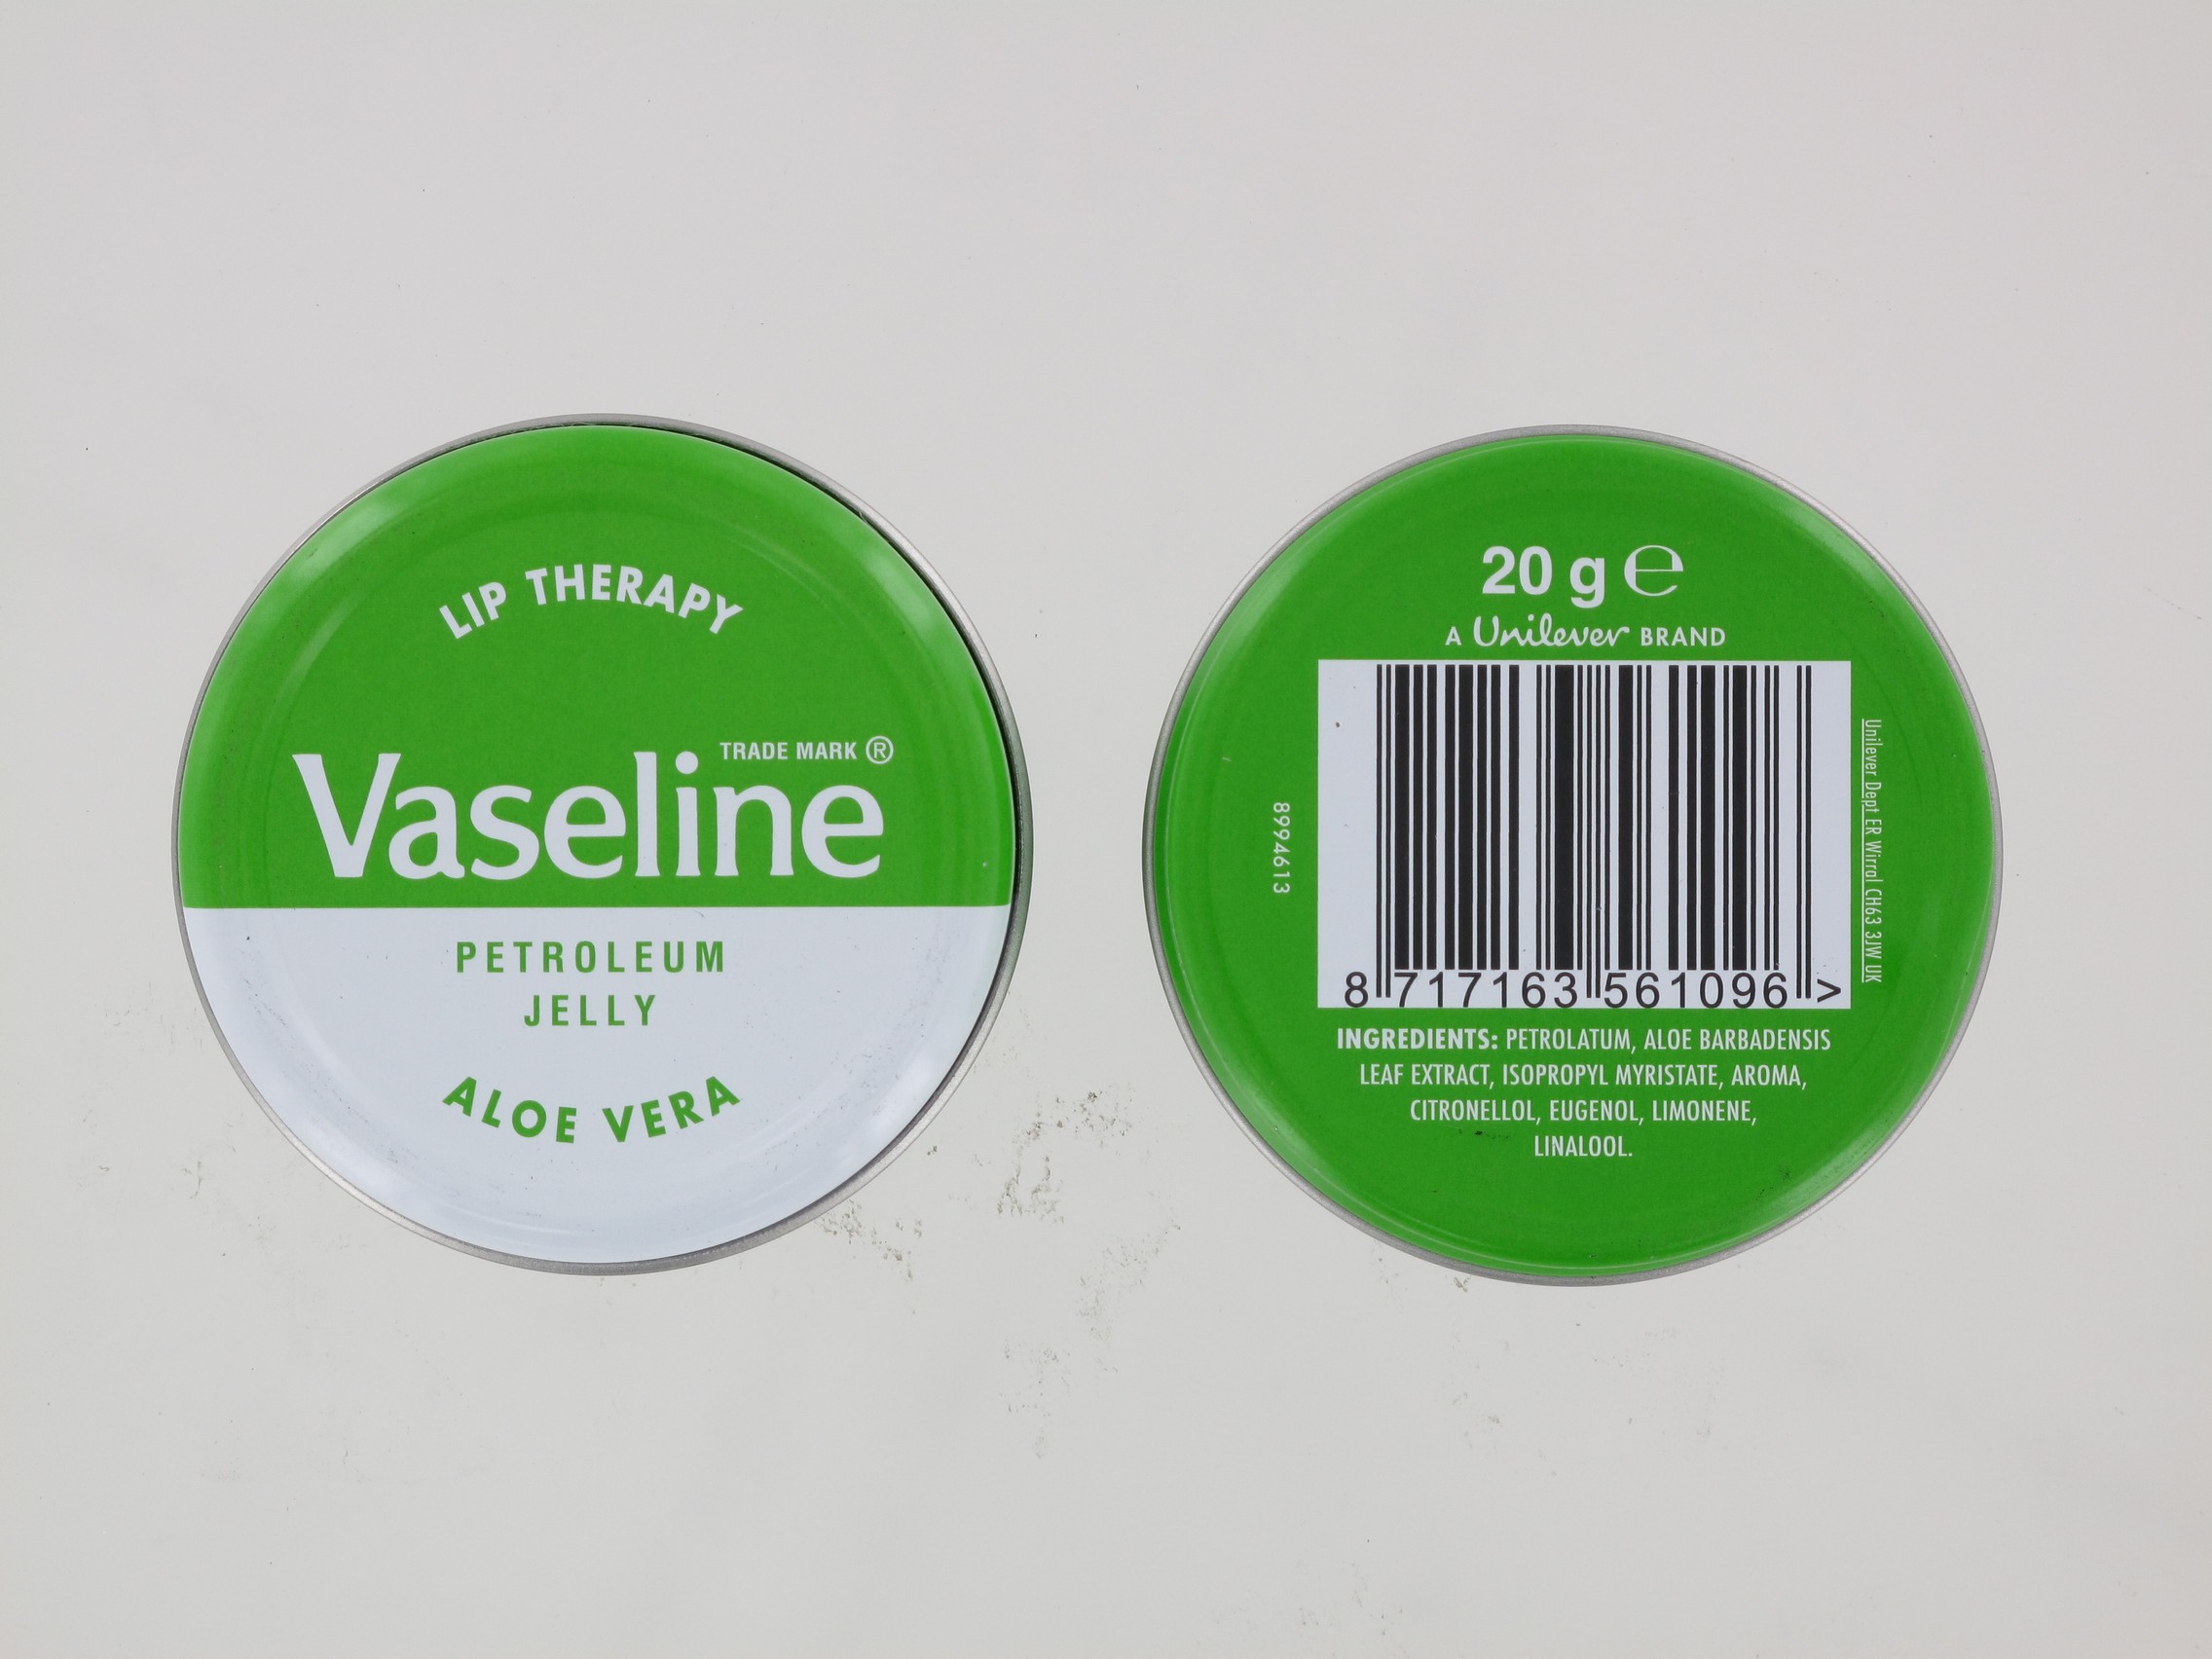 LIP THERAPY
TRADE MARK ®
Vaseline
PETROLEUM
JELLY
ALOE VERA
20 g ℮
A Unilever BRAND
8994613
Unilever Dept ER Wirral CH63 3JW UK
8 717163 561096 >
INGREDIENTS: PETROLATUM, ALOE BARBADENSIS
LEAF EXTRACT, ISOPROPYL MYRISTATE, AROMA,
CITRONELLOL, EUGENOL, LIMONENE,
LINALOOL.